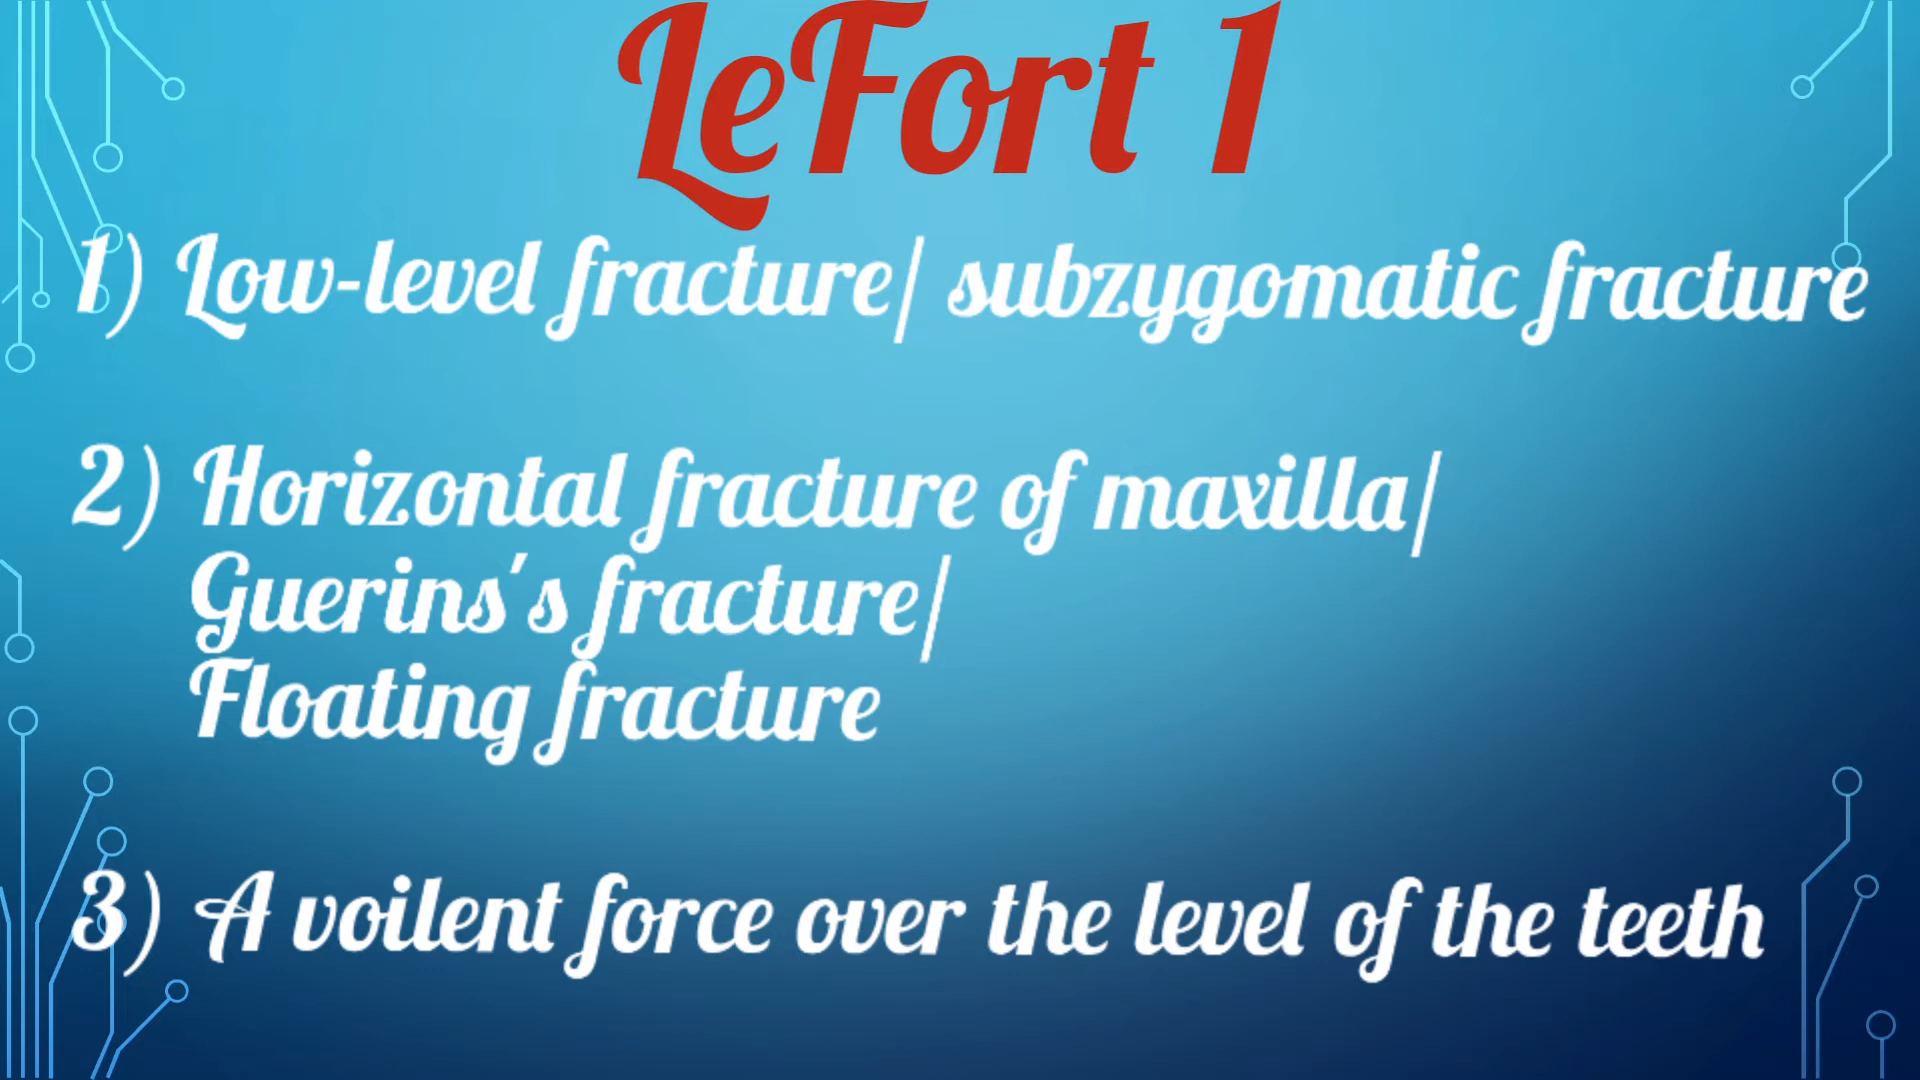 LeFort 1
1) Low-level fracture/ subzygomatic fracture
2) Horizontal fracture of maxilla/
Guerins's fracture/
Floating fracture
3) A voilent force over the level of the teeth